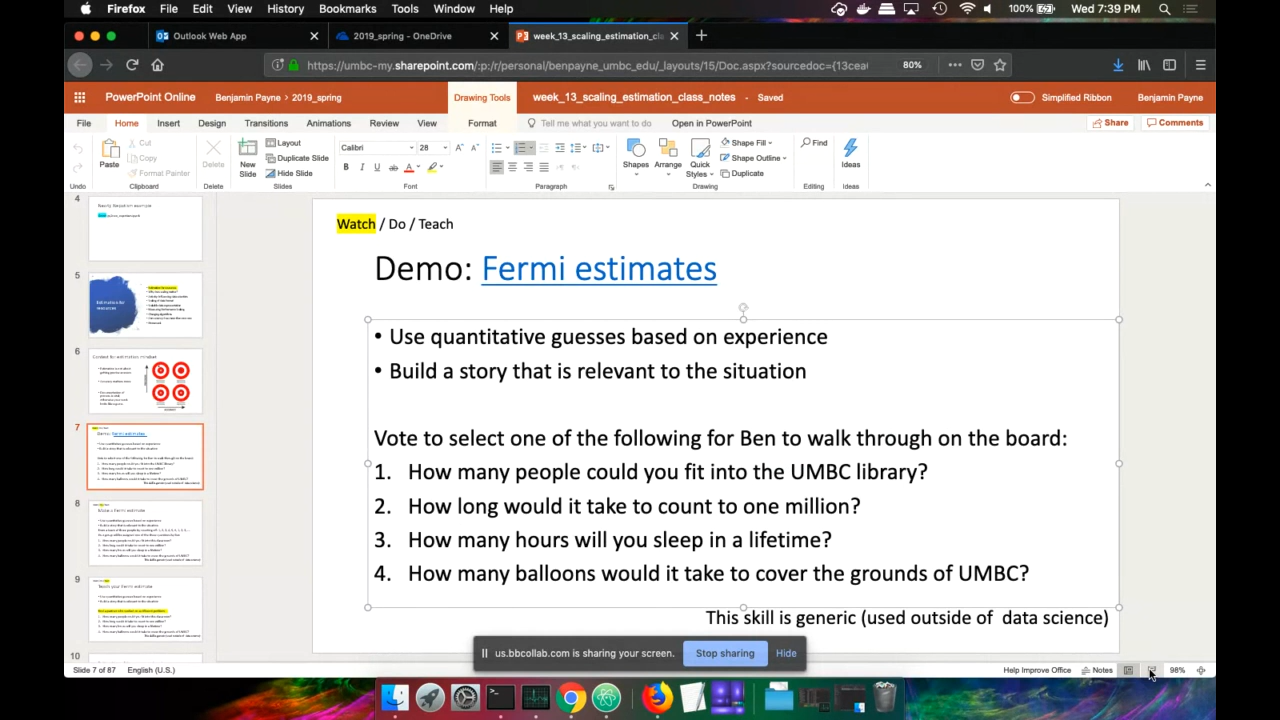 Firefox File Edit View History Bookmarks Tools Window Help 100% Wed 7:39 PM
Outlook Web App 2019_spring - OneDrive week_13_scaling_estimation_cla
https://umbc-my.sharepoint.com/:p:/r/personal/benpayne_umbc_edu/_layouts/15/Doc.aspx?sourcedoc={13cea 80%
PowerPoint Online Benjamin Payne > 2019_spring Drawing Tools week_13_scaling_estimation_class_notes - Saved Simplified Ribbon Benjamin Payne
File Home Insert Design Transitions Animations Review View Format Tell me what you want to do Open in PowerPoint Share Comments
Paste Cut Copy Format Painter Delete New Slide Layout Duplicate Slide Hide Slide Calibri 28 Shapes Arrange Quick Styles Shape Fill Shape Outline Duplicate Find Ideas
Undo Clipboard Delete Slides Font Paragraph Drawing Editing Ideas
4
5
6
7
8
9
10
Watch / Do / Teach
Demo: Fermi estimates
• Use quantitative guesses based on experience
• Build a story that is relevant to the situation
Vote to select one of the following for Ben to work through on the board:
1. How many people could you fit into the UMBC library?
2. How long would it take to count to one million?
3. How many hours will you sleep in a lifetime?
4. How many balloons would it take to cover the grounds of UMBC?
This skill is generic (used outside of data science)
us.bbcollab.com is sharing your screen. Stop sharing Hide
Slide 7 of 87 English (U.S.) Help Improve Office Notes 98%